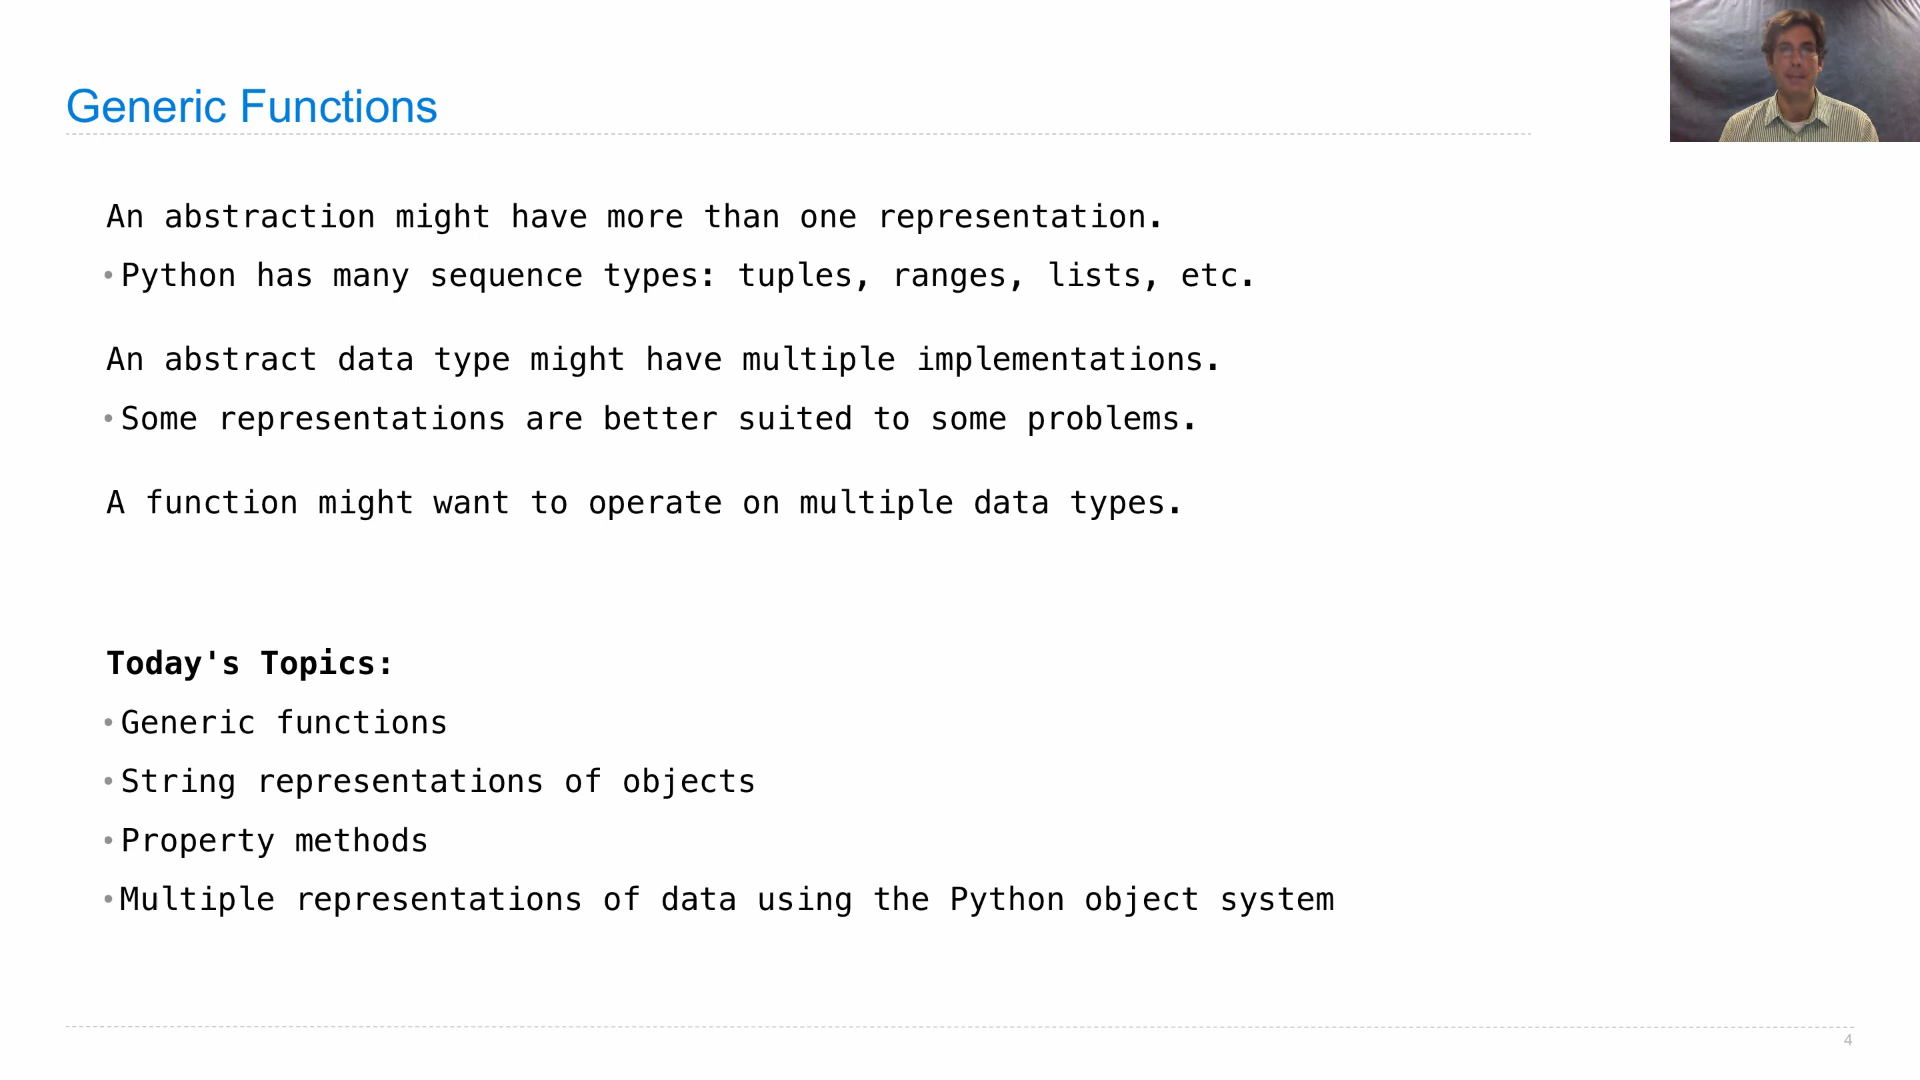 Generic Functions
An abstraction might have more than one representation.
•Python has many sequence types: tuples, ranges, lists, etc.
An abstract data type might have multiple implementations.
•Some representations are better suited to some problems.
A function might want to operate on multiple data types.
Today's Topics:
•Generic functions
•String representations of objects
•Property methods
•Multiple representations of data using the Python object system
4